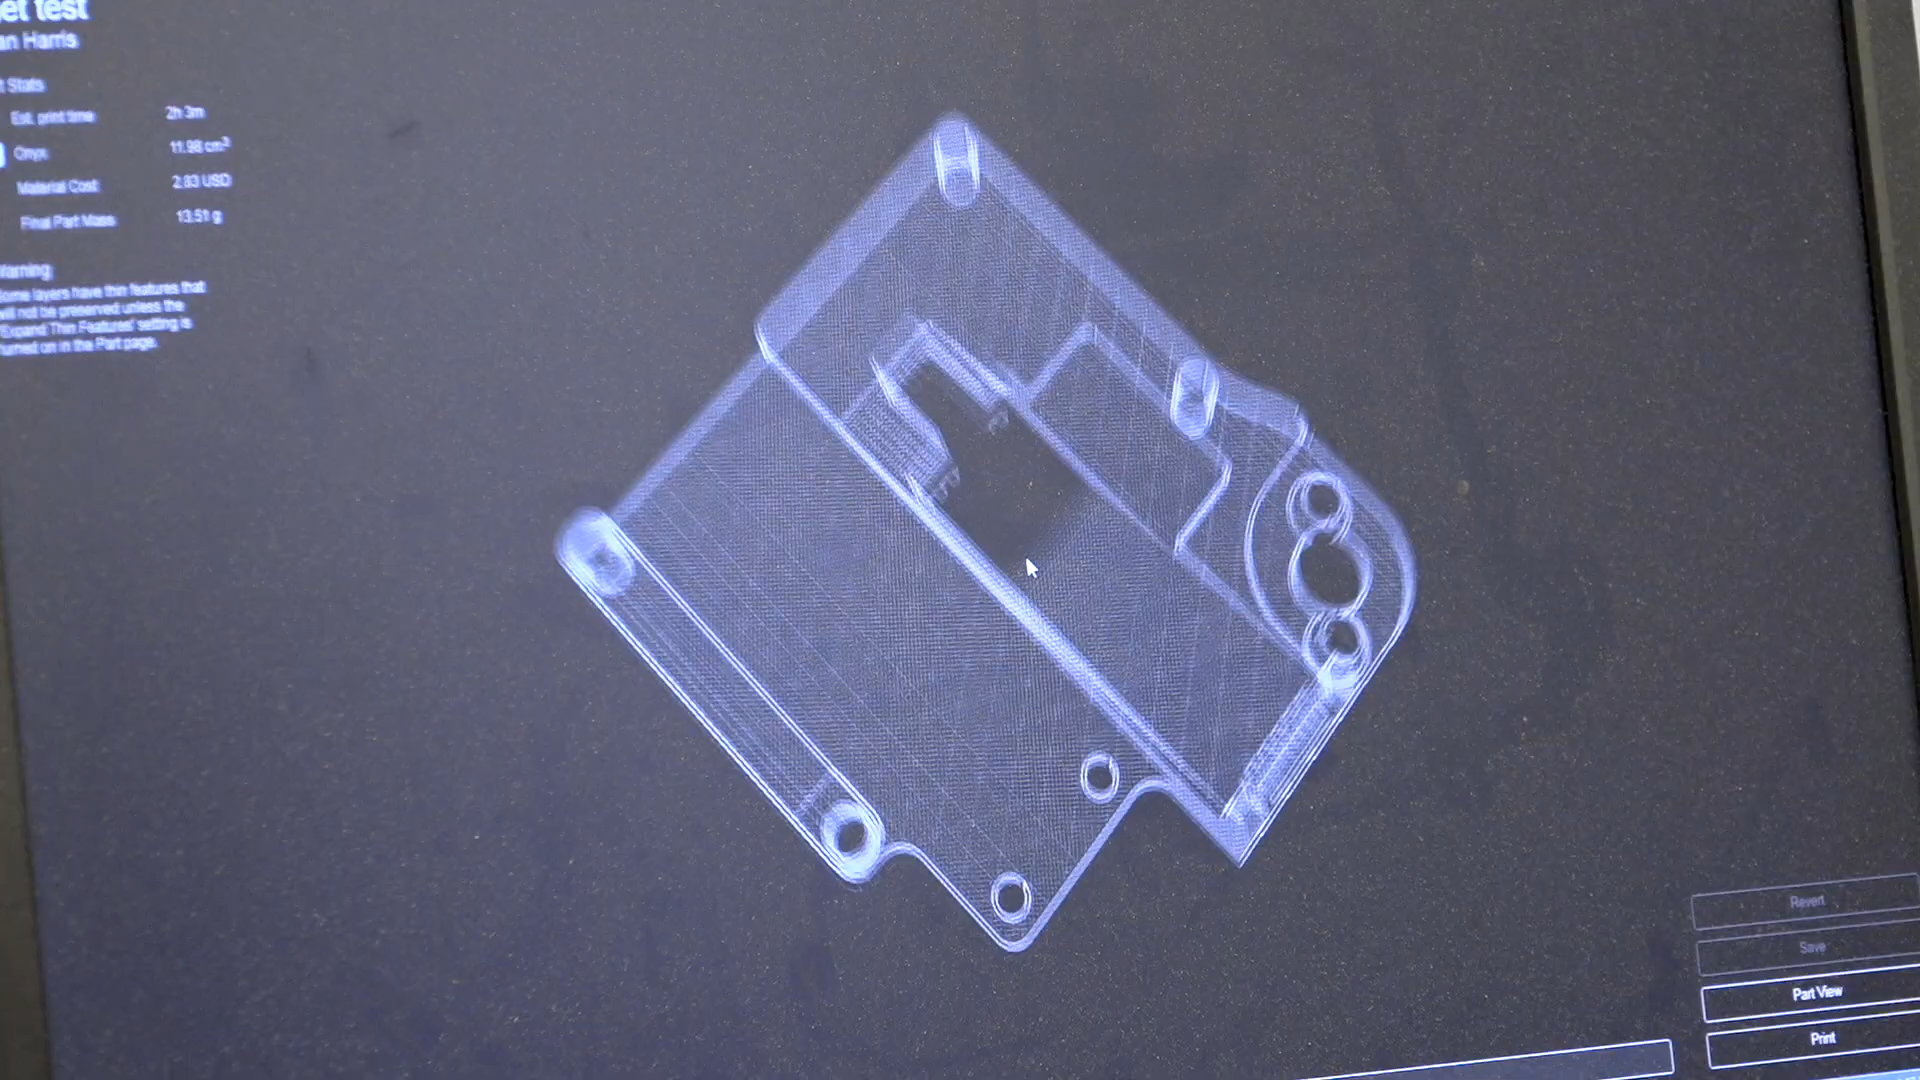 et test
an Harris
t Stats
Est. print time 2h 3m
Onyx 11.98 cm³
Material Cost 2.83 USD
Final Part Mass 13.51 g
Warning
ome layers have thin features that
will not be preserved unless the
'Expand Thin Features' setting is
turned on in the Part page.
Revert
Save
Part View
Print